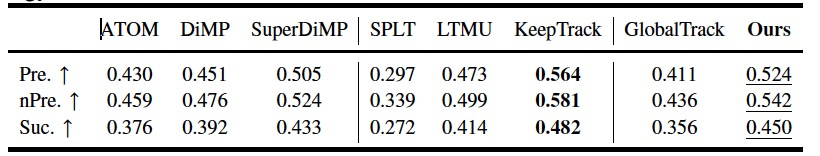 ATOM DiMP SuperDiMP SPLT LTMU KeepTrack GlobalTrack Ours
Pre. ↑ 0.430 0.451 0.505 0.297 0.473 0.564 0.411 0.524
nPre. ↑ 0.459 0.476 0.524 0.339 0.499 0.581 0.436 0.542
Suc. ↑ 0.376 0.392 0.433 0.272 0.414 0.482 0.356 0.450